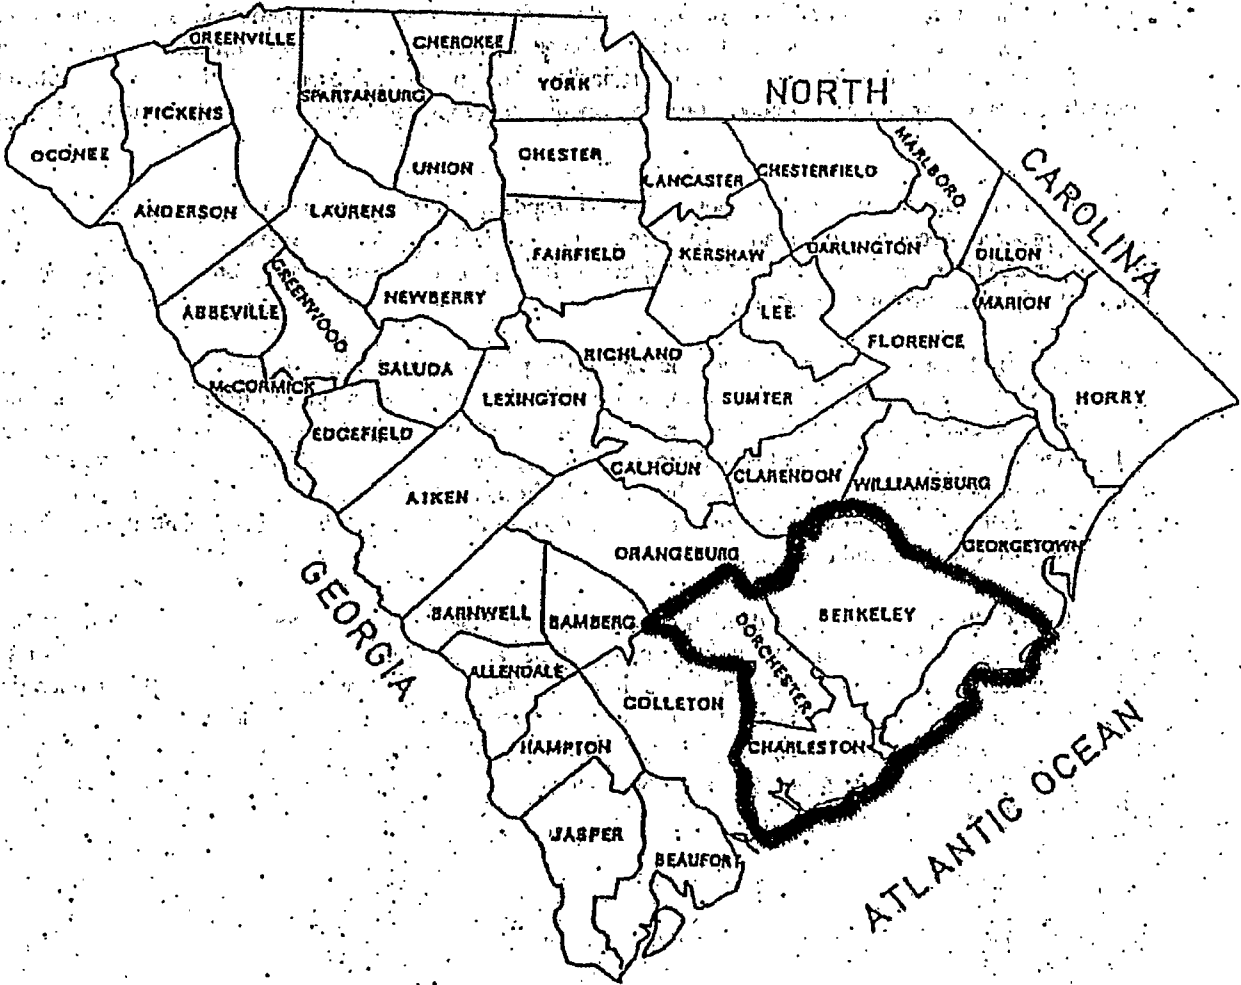 GREENVILLE
CHEROKEE
SPARTANBURG
YORK
NORTH
PICKENS
OCONEE
UNION
CHESTER
LANCASTER
CHESTERFIELD
MARLBORO
CAROLINA
ANDERSON
LAURENS
FAIRFIELD
KERSHAW
DARLINGTON
DILLON
ABBEVILLE
GREENWOOD
NEWBERRY
LEE
MARION
FLORENCE
RICHLAND
SALUDA
McCORMICK
LEXINGTON
SUMTER
HORRY
EDGEFIELD
CALHOUN
CLARENDON
WILLIAMSBURG
AIKEN
ORANGEBURG
GEORGETOWN
GEORGIA
BARNWELL
BAMBERG
DORCHESTER
BERKELEY
ALLENDALE
COLLETON
HAMPTON
CHARLESTON
ATLANTIC OCEAN
JASPER
BEAUFORT